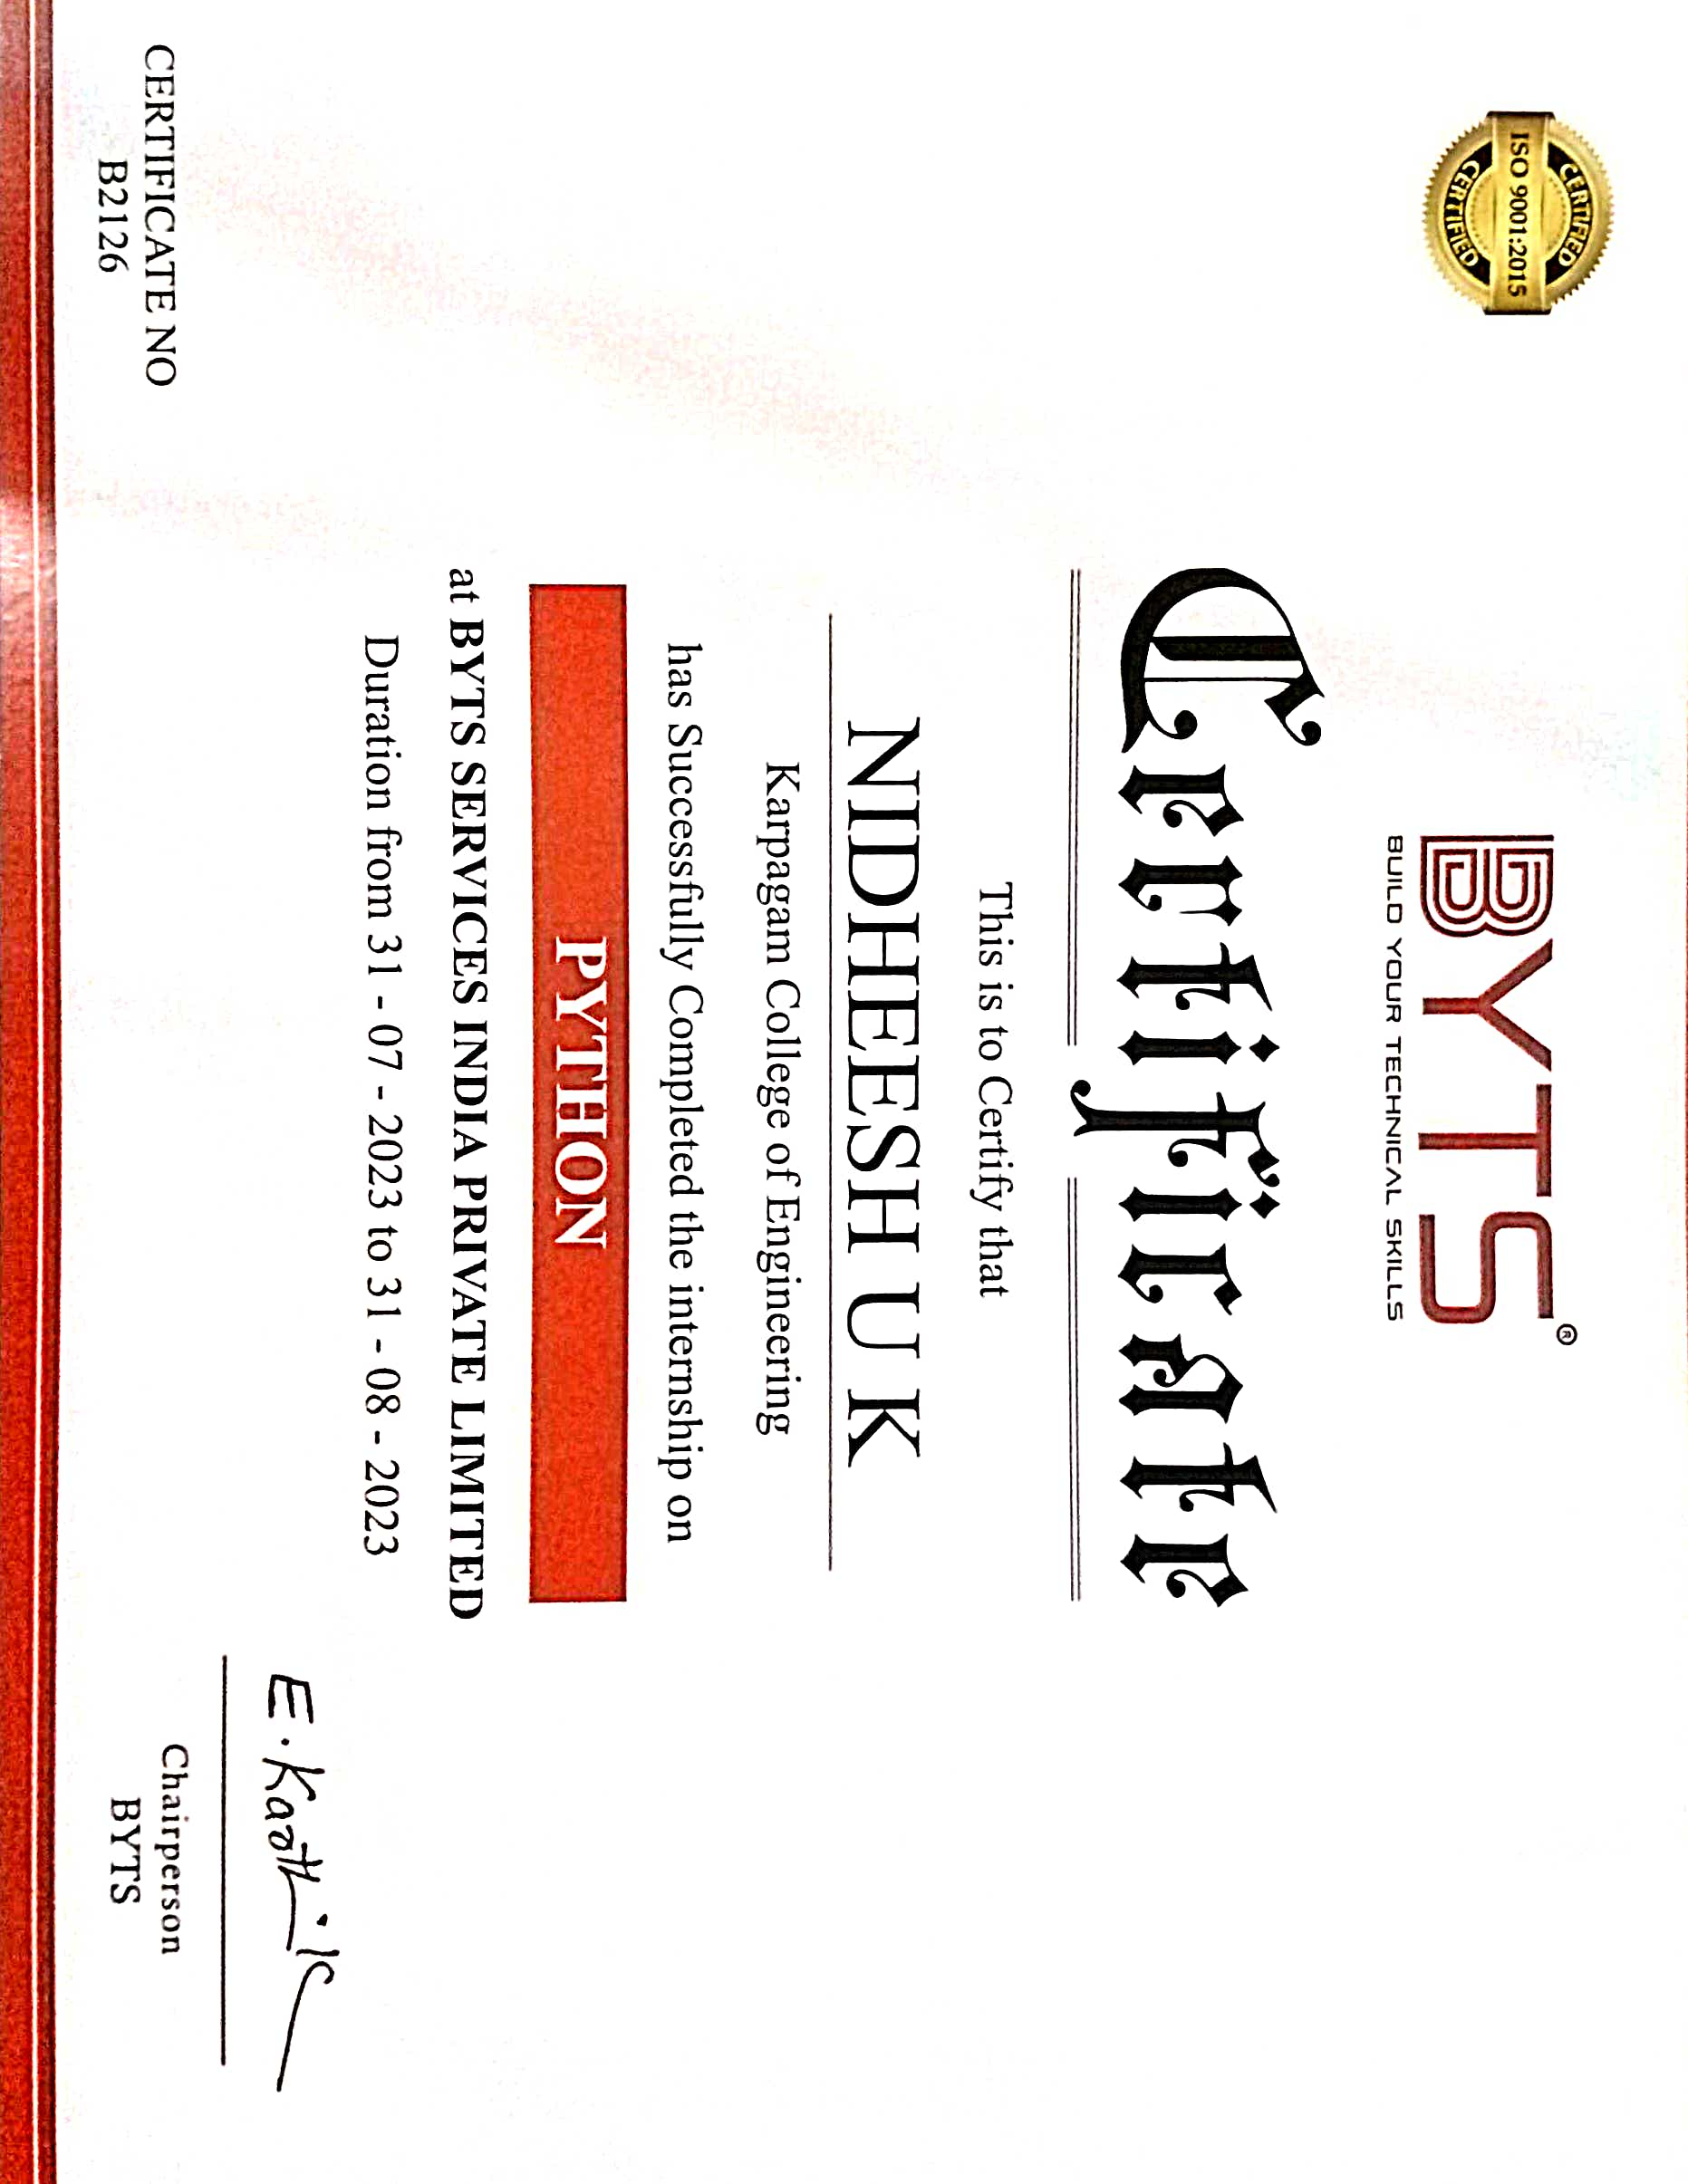 CERTIFIED
ISO 9001:2015
CERTIFIED
BYTS®
BUILD YOUR TECHNICAL SKILLS
Certificate
This is to Certify that
NIDHEESH U K
Karpagam College of Engineering
has Successfully Completed the internship on
PYTHON
at BYTS SERVICES INDIA PRIVATE LIMITED
Duration from 31 - 07 - 2023 to 31 - 08 - 2023
E. Karthik
CERTIFICATE NO
B2126
Chairperson
BYTS